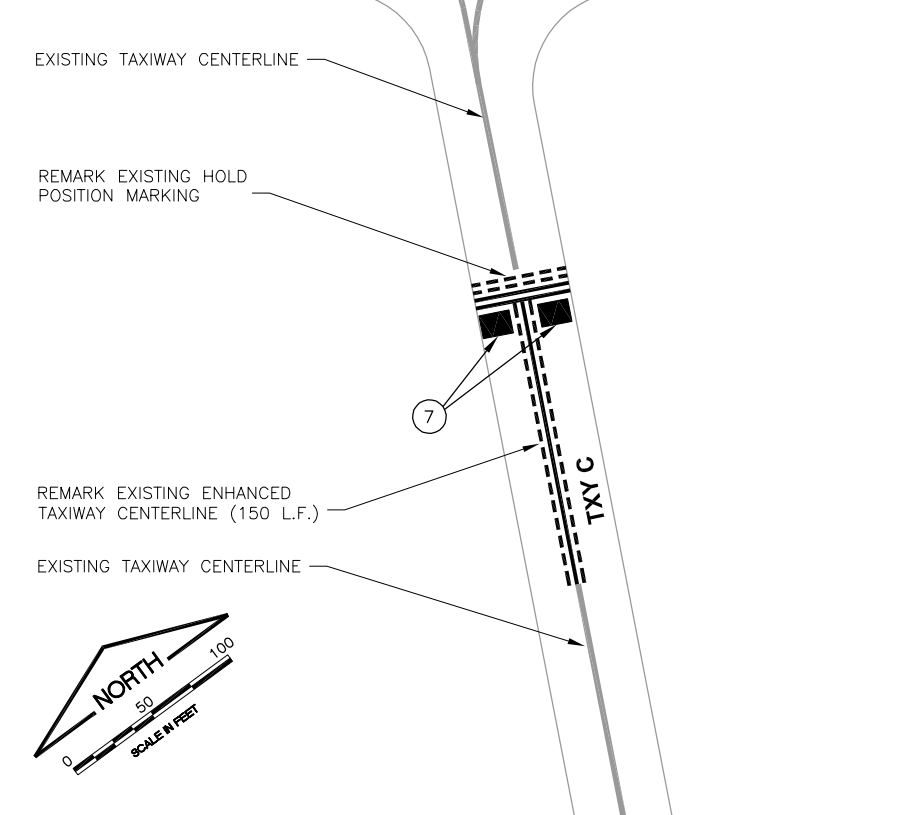 EXISTING TAXIWAY CENTERLINE
REMARK EXISTING HOLD
POSITION MARKING
7
TXY C
REMARK EXISTING ENHANCED
TAXIWAY CENTERLINE (150 L.F.)
EXISTING TAXIWAY CENTERLINE
NORTH
0
50
100
SCALE IN FEET